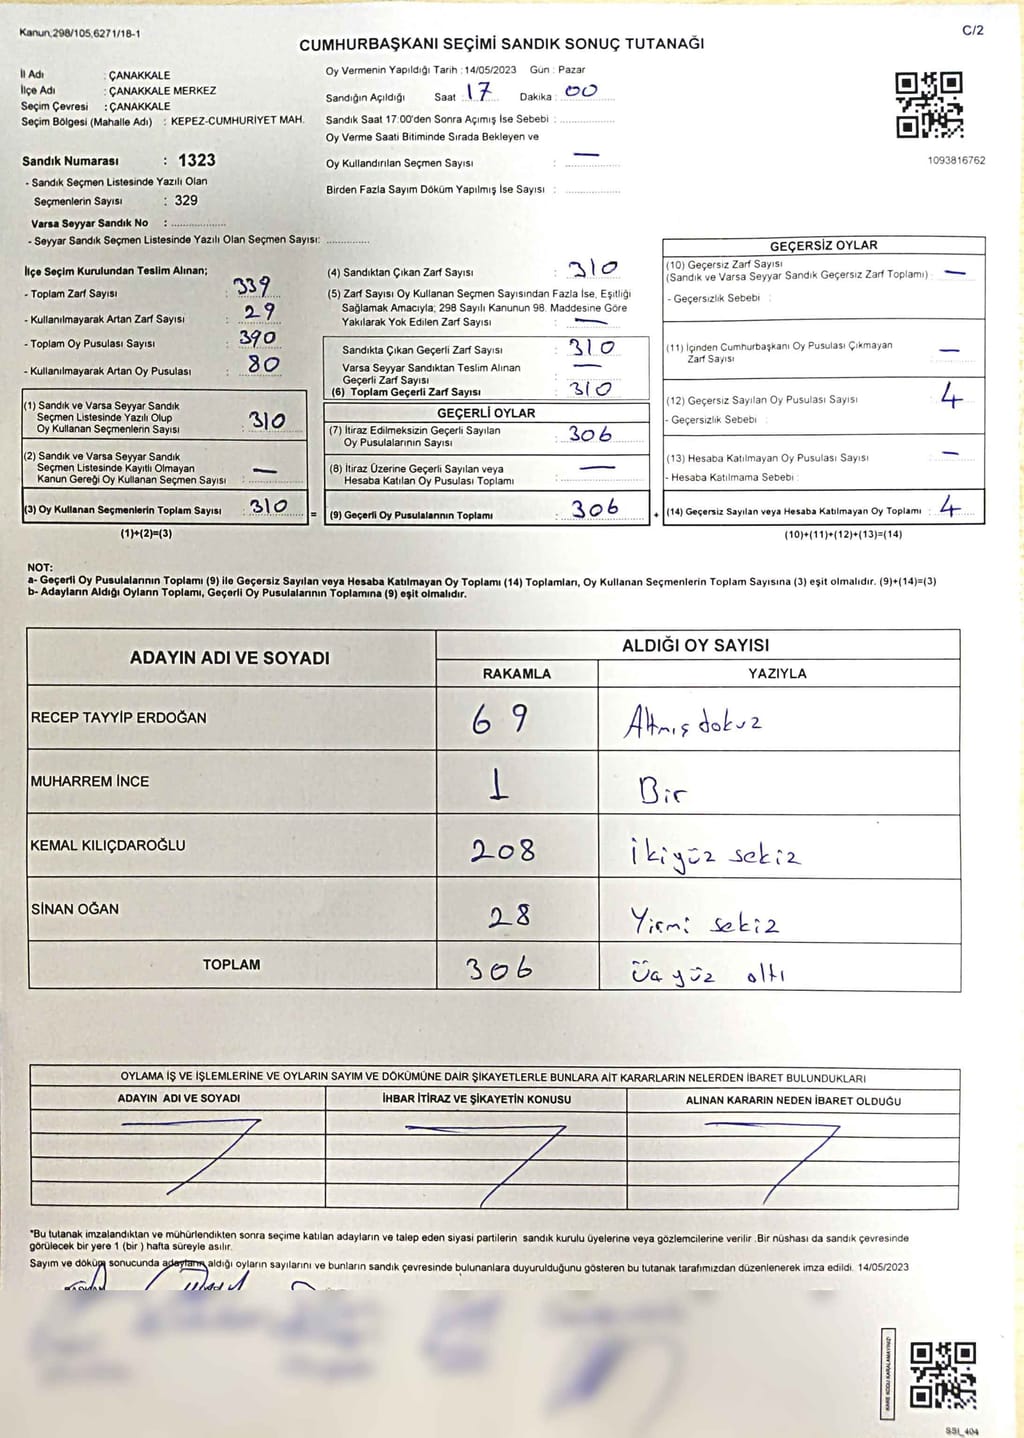 Kanun,298/105,6271/18-1
C/2
CUMHURBAŞKANI SEÇİMİ SANDIK SONUÇ TUTANAĞI
İl Adı : ÇANAKKALE
İlçe Adı : ÇANAKKALE MERKEZ
Seçim Çevresi : ÇANAKKALE
Seçim Bölgesi (Mahalle Adı) : KEPEZ-CUMHURİYET MAH.
Sandık Numarası : 1323
- Sandık Seçmen Listesinde Yazılı Olan
Seçmenlerin Sayısı : 329
Varsa Seyyar Sandık No :
- Seyyar Sandık Seçmen Listesinde Yazılı Olan Seçmen Sayısı:
Oy Vermenin Yapıldığı Tarih : 14/05/2023 Gün : Pazar
Sandığın Açıldığı Saat 17 Dakika : 00
Sandık Saat 17:00'den Sonra Açımış İse Sebebi :
Oy Verme Saati Bitiminde Sırada Bekleyen ve
Oy Kullandırılan Seçmen Sayısı : —
Birden Fazla Sayım Döküm Yapılmış İse Sayısı :
1093816762
İlçe Seçim Kurulundan Teslim Alınan;
- Toplam Zarf Sayısı : 339
- Kullanılmayarak Artan Zarf Sayısı : 29
- Toplam Oy Pusulası Sayısı : 390
- Kullanılmayarak Artan Oy Pusulası : 80
(1) Sandık ve Varsa Seyyar Sandık
Seçmen Listesinde Yazılı Olup
Oy Kullanan Seçmenlerin Sayısı : 310
(2) Sandık ve Varsa Seyyar Sandık
Seçmen Listesinde Kayıtlı Olmayan
Kanun Gereği Oy Kullanan Seçmen Sayısı : —
(3) Oy Kullanan Seçmenlerin Toplam Sayısı : 310
(1)+(2)=(3)
(4) Sandıktan Çıkan Zarf Sayısı : 310
(5) Zarf Sayısı Oy Kullanan Seçmen Sayısından Fazla İse, Eşitliği
Sağlamak Amacıyla; 298 Sayılı Kanunun 98. Maddesine Göre
Yakılarak Yok Edilen Zarf Sayısı : —
Sandıkta Çıkan Geçerli Zarf Sayısı : 310
Varsa Seyyar Sandıktan Teslim Alınan
Geçerli Zarf Sayısı : —
(6) Toplam Geçerli Zarf Sayısı : 310
GEÇERLİ OYLAR
(7) İtiraz Edilmeksizin Geçerli Sayılan
Oy Pusulalarının Sayısı : 306
(8) İtiraz Üzerine Geçerli Sayılan veya
Hesaba Katılan Oy Pusulası Toplamı : —
= (9) Geçerli Oy Pusulalarının Toplamı : 306
GEÇERSİZ OYLAR
(10) Geçersiz Zarf Sayısı
(Sandık ve Varsa Seyyar Sandık Geçersiz Zarf Toplamı) : —
- Geçersizlik Sebebi :
(11) İçinden Cumhurbaşkanı Oy Pusulası Çıkmayan
Zarf Sayısı : —
(12) Geçersiz Sayılan Oy Pusulası Sayısı : 4
- Geçersizlik Sebebi :
(13) Hesaba Katılmayan Oy Pusulası Sayısı : —
- Hesaba Katılmama Sebebi :
+ (14) Geçersiz Sayılan veya Hesaba Katılmayan Oy Toplamı : 4
(10)+(11)+(12)+(13)=(14)
NOT:
a- Geçerli Oy Pusulalarının Toplamı (9) ile Geçersiz Sayılan veya Hesaba Katılmayan Oy Toplamı (14) Toplamları, Oy Kullanan Seçmenlerin Toplam Sayısına (3) eşit olmalıdır. (9)+(14)=(3)
b- Adayların Aldığı Oyların Toplamı, Geçerli Oy Pusulalarının Toplamına (9) eşit olmalıdır.
ADAYIN ADI VE SOYADI
ALDIĞI OY SAYISI
RAKAMLA YAZIYLA
RECEP TAYYİP ERDOĞAN 69 Altmış dokuz
MUHARREM İNCE 1 Bir
KEMAL KILIÇDAROĞLU 208 İkiyüz sekiz
SİNAN OĞAN 28 Yirmi sekiz
TOPLAM 306 Üç yüz altı
OYLAMA İŞ VE İŞLEMLERİNE VE OYLARIN SAYIM VE DÖKÜMÜNE DAİR ŞİKAYETLERLE BUNLARA AİT KARARLARIN NELERDEN İBARET BULUNDUKLARI
ADAYIN ADI VE SOYADI İHBAR İTİRAZ VE ŞİKAYETİN KONUSU ALINAN KARARIN NEDEN İBARET OLDUĞU
*Bu tutanak imzalandıktan ve mühürlendikten sonra seçime katılan adayların ve talep eden siyasi partilerin sandık kurulu üyelerine veya gözlemcilerine verilir .Bir nüshası da sandık çevresinde
görülecek bir yere 1 (bir ) hafta süreyle asılır.
Sayım ve döküm sonucunda adayların aldığı oyların sayılarını ve bunların sandık çevresinde bulunanlara duyurulduğunu gösteren bu tutanak tarafımızdan düzenlenerek imza edildi. 14/05/2023
KARE KODU KARALAMAYINIZ!
SSI_404